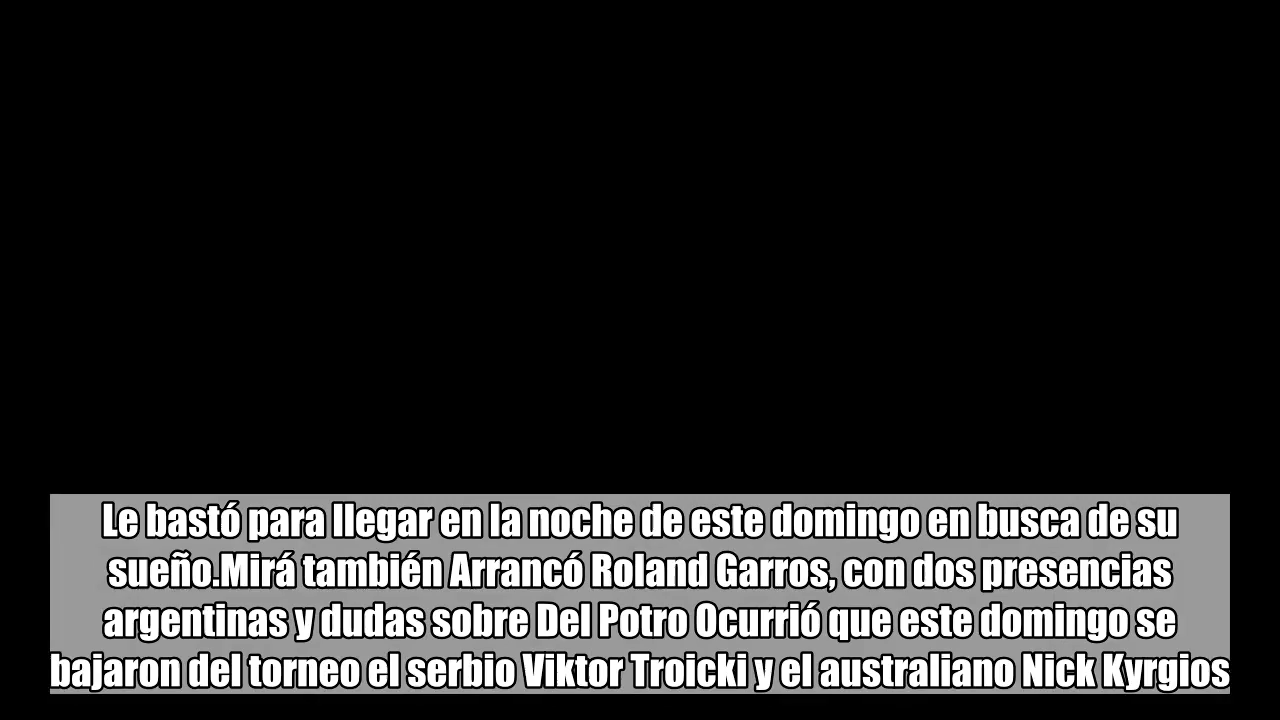 Le bastó para llegar en la noche de este domingo en busca de su
sueño.Mirá también Arrancó Roland Garros, con dos presencias
argentinas y dudas sobre Del Potro Ocurrió que este domingo se
bajaron del torneo el serbio Viktor Troicki y el australiano Nick Kyrgios